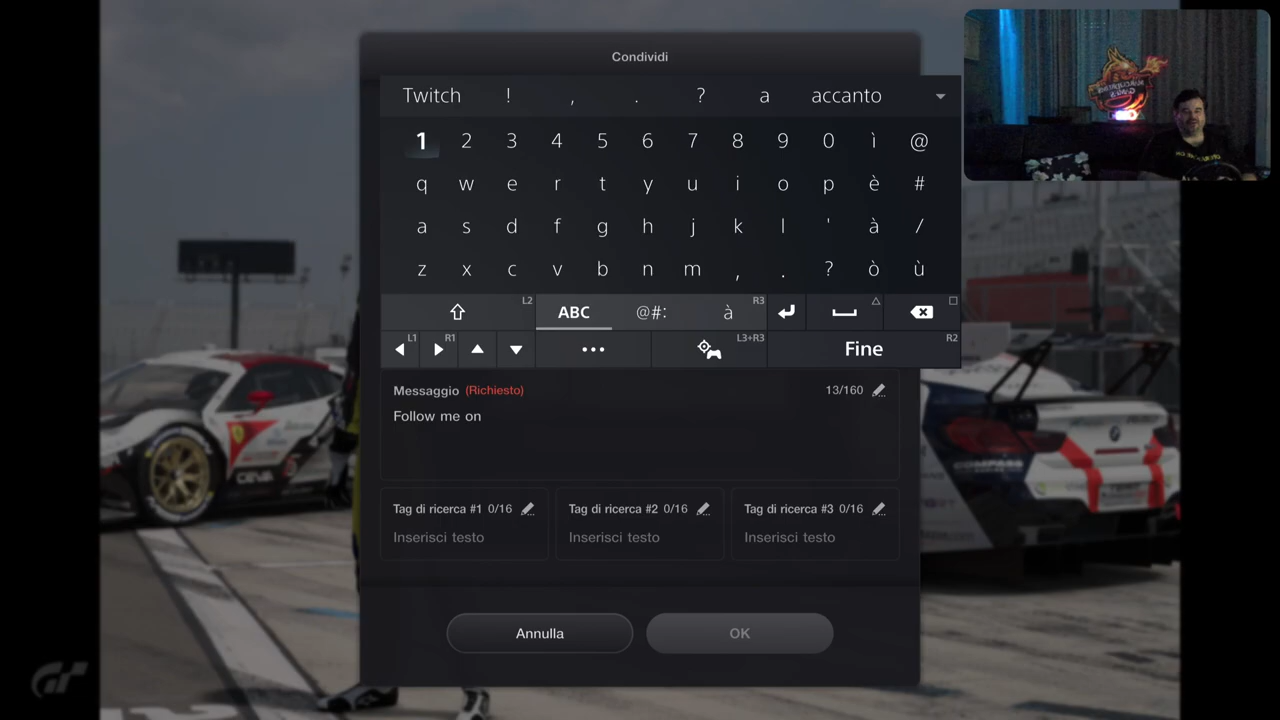 Condividi
Twitch ! , . ? a accanto
1 2 3 4 5 6 7 8 9 0 ì @
q w e r t y u i o p è #
a s d f g h j k l ' à /
z x c v b n m , . ? ò ù
L2 ABC @#: à R3
L1 R1 ... L3+R3 Fine R2
Messaggio (Richiesto) 13/160
Follow me on
Tag di ricerca #1 0/16 Tag di ricerca #2 0/16 Tag di ricerca #3 0/16
Inserisci testo Inserisci testo Inserisci testo
Annulla OK